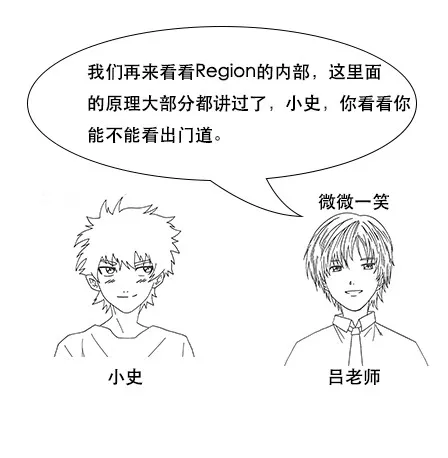 我们再来看看Region的内部，这里面
的原理大部分都讲过了，小史，你看看你
能不能看出门道。
微微一笑
小史
吕老师